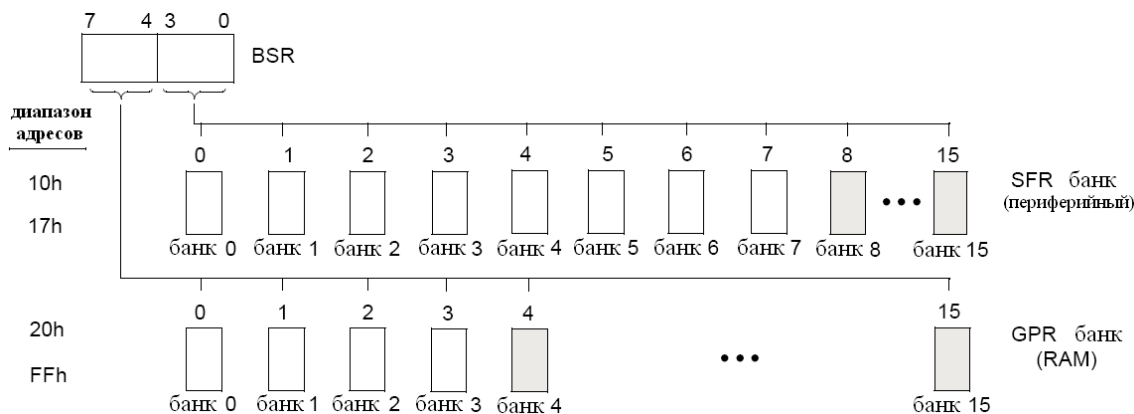 7 4 3 0
BSR
диапазон
адресов
0 1 2 3 4 5 6 7 8 15
10h
17h
SFR банк
(периферийный)
банк 0 банк 1 банк 2 банк 3 банк 4 банк 5 банк 6 банк 7 банк 8 банк 15
0 1 2 3 4 15
20h
FFh
GPR банк
(RAM)
банк 0 банк 1 банк 2 банк 3 банк 4 банк 15